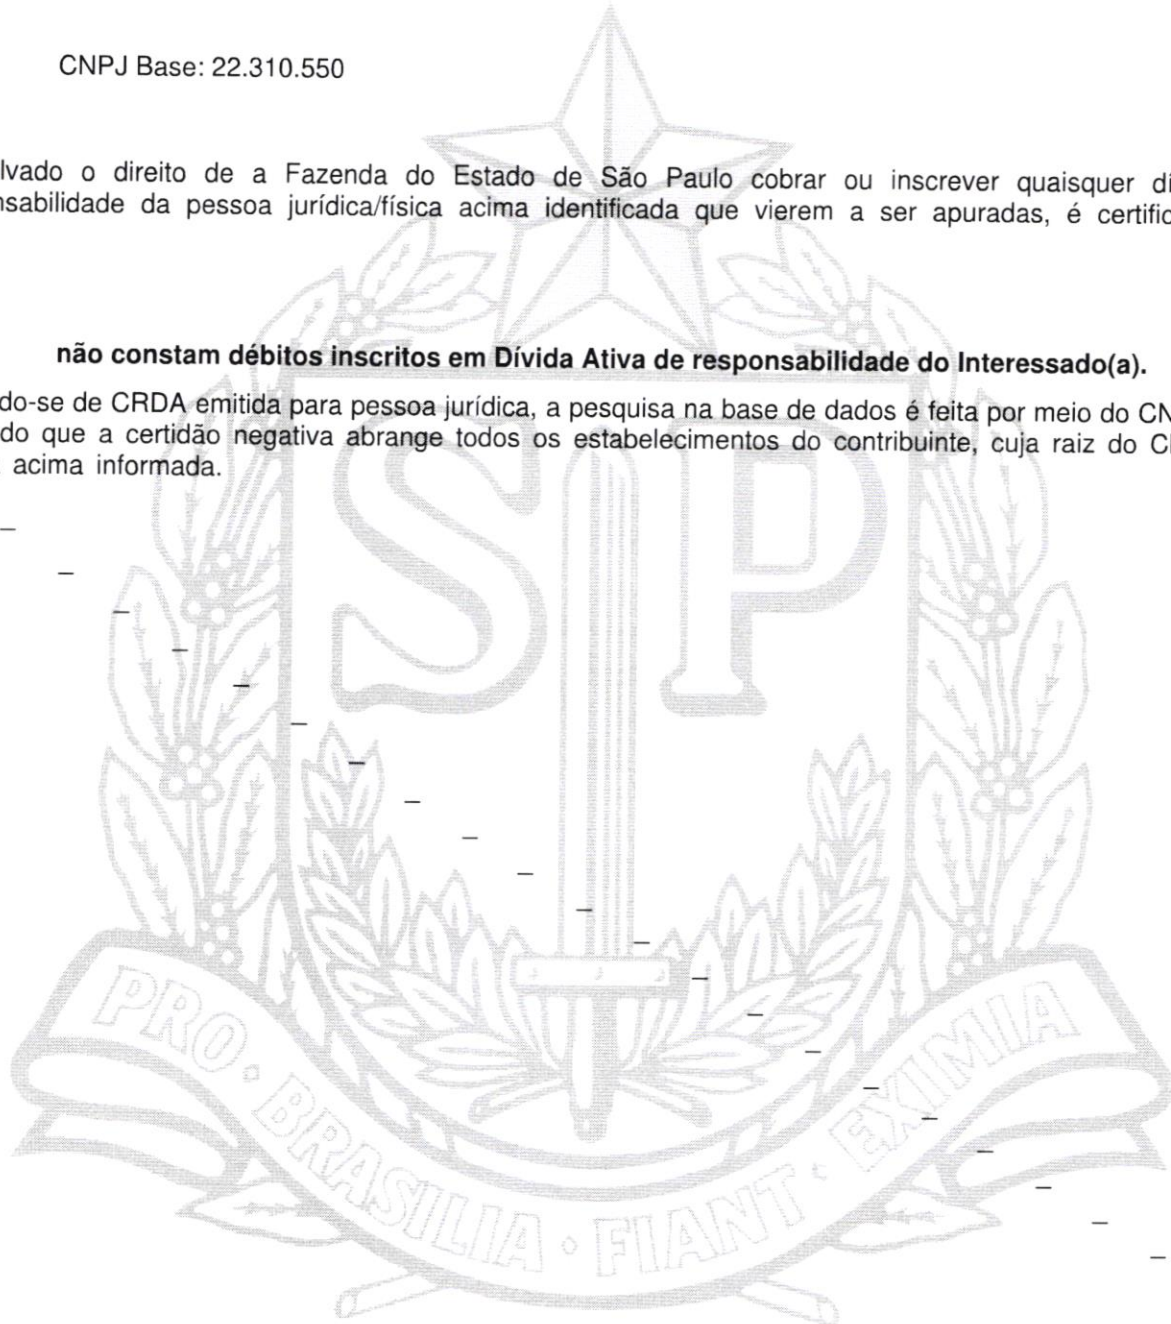 CNPJ Base: 22.310.550
lvado o direito de a Fazenda do Estado de São Paulo cobrar ou inscrever quaisquer
nsabilidade da pessoa jurídica/física acima identificada que vierem a ser apuradas, é certific
não constam débitos inscritos em Dívida Ativa de responsabilidade do Interessado(a).
do-se de CRDA emitida para pessoa jurídica, a pesquisa na base de dados é feita por meio do CN
do que a certidão negativa abrange todos os estabelecimentos do contribuinte, cuja raiz do
acima informada.
SP
PRO · BRASILIA · FIANT · EXIMIA